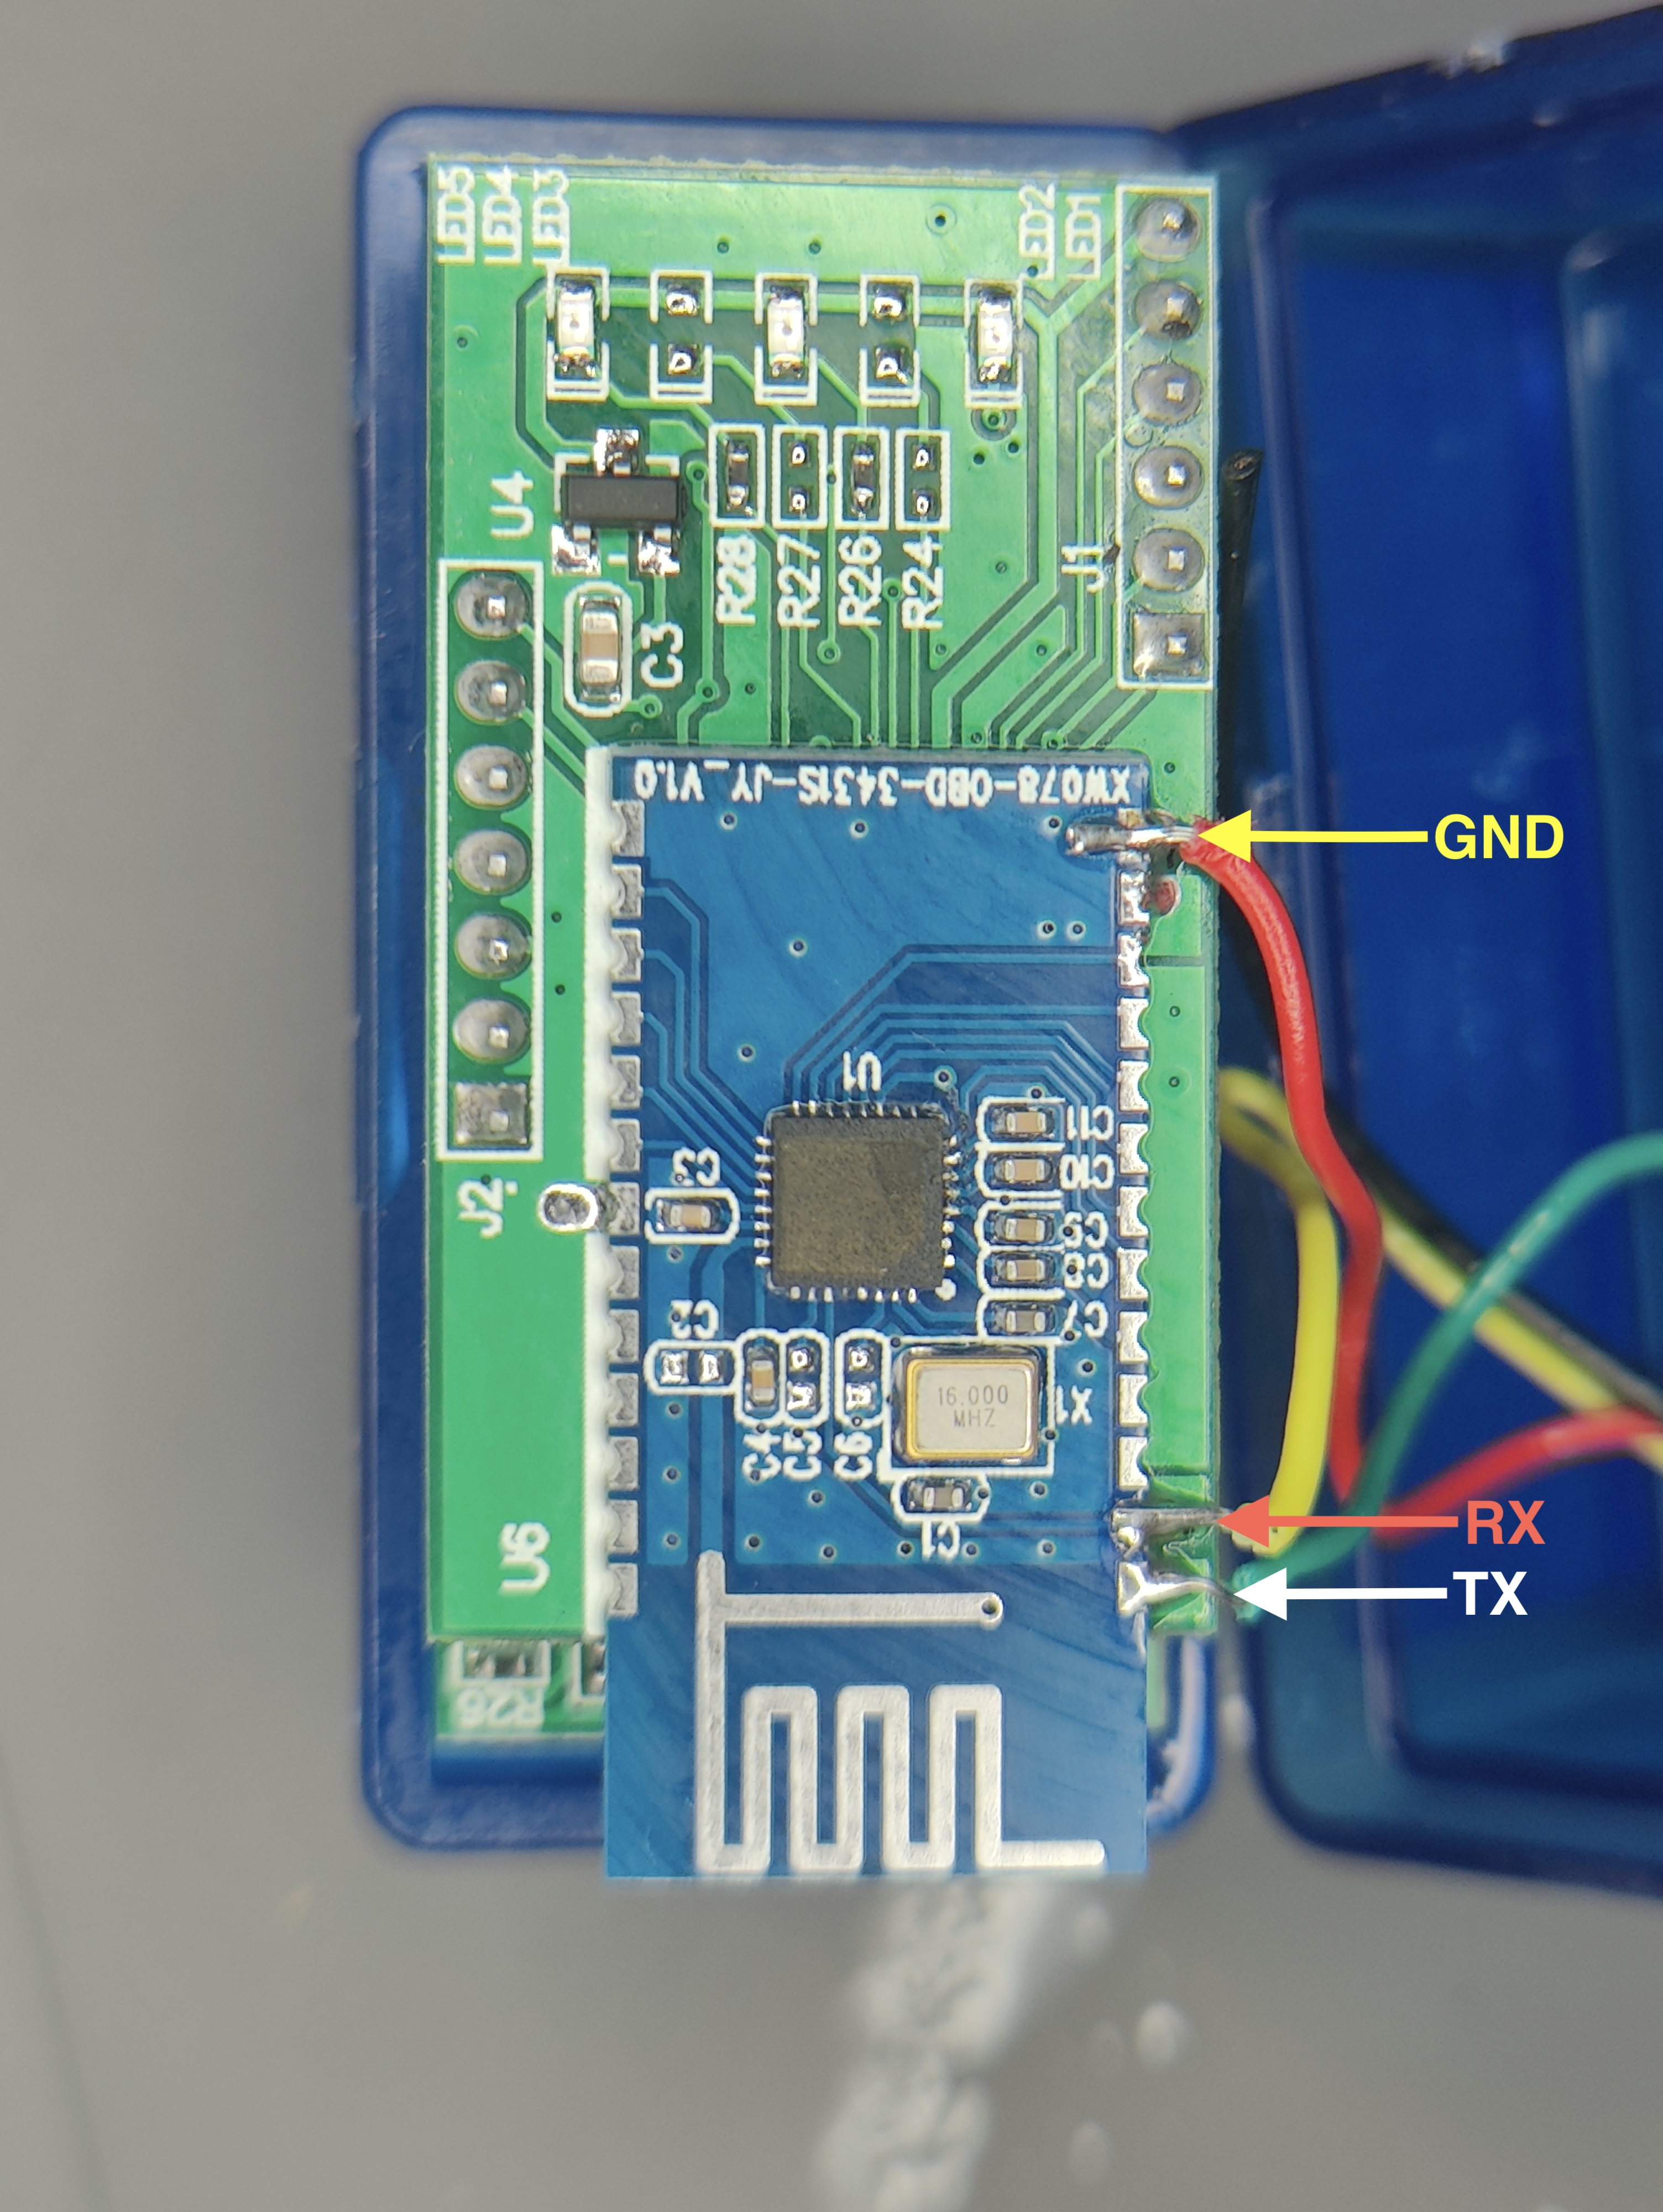 LED5
LED4
LED3
LED2
LED1
U4
R28
R27
R26
R24
J1
C3
XW078-OBD-3431S-JY_V1.0
GND
U1
C11
C10
C3
C9
C8
C7
J2
C2
X1
16.000
MHZ
C4
C5
C6
C1
U6
RX
TX